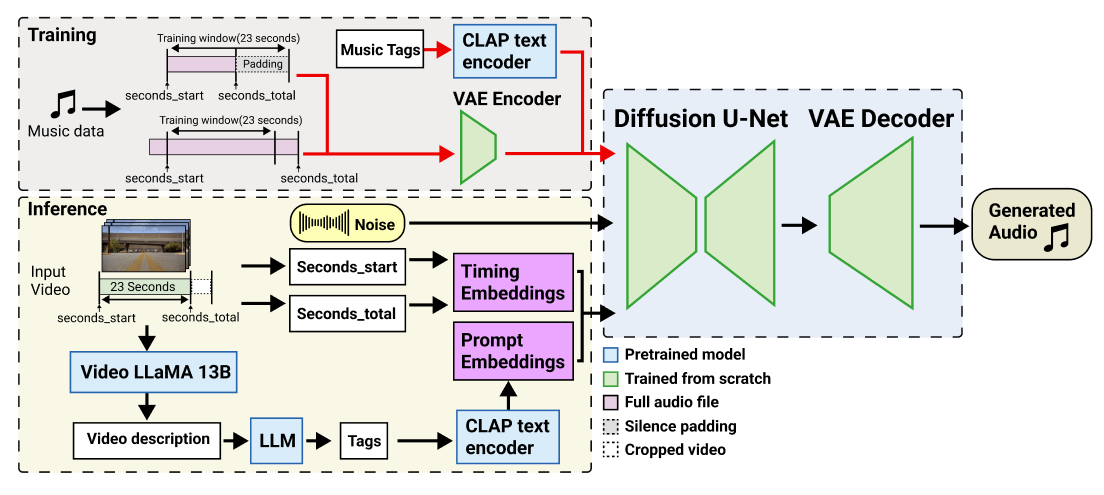 Training
Training window(23 seconds)
Padding
seconds_start
seconds_total
Music data
Training window(23 seconds)
seconds_start
seconds_total
Music Tags
CLAP text
encoder
VAE Encoder
Diffusion U-Net
VAE Decoder
Generated
Audio
Inference
Input
Video
23 Seconds
seconds_start
seconds_total
Noise
Seconds_start
Seconds_total
Timing
Embeddings
Prompt
Embeddings
Video LLaMA 13B
Video description
LLM
Tags
CLAP text
encoder
Pretrained model
Trained from scratch
Full audio file
Silence padding
Cropped video